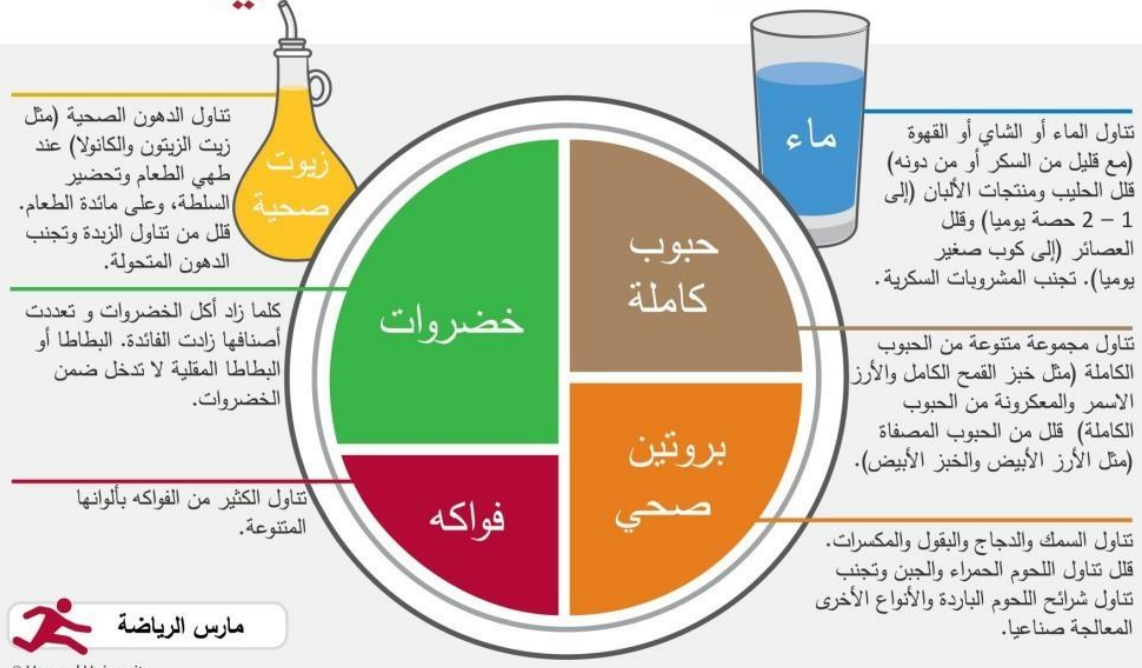 زيوت
صحية
ماء
تناول الدهون الصحية (مثل
زيت الزيتون والكانولا) عند
طهي الطعام وتحضير
السلطة، وعلى مائدة الطعام.
قلل من تناول الزبدة وتجنب
الدهون المتحولة.
تناول الماء أو الشاي أو القهوة
(مع قليل من السكر أو من دونه)
قلل الحليب ومنتجات الألبان (إلى
1 – 2 حصة يوميا) وقلل
العصائر (إلى كوب صغير
يوميا). تجنب المشروبات السكرية.
خضروات
حبوب
كاملة
كلما زاد أكل الخضروات و تعددت
أصنافها زادت الفائدة. البطاطا أو
البطاطا المقلية لا تدخل ضمن
الخضروات.
تناول مجموعة متنوعة من الحبوب
الكاملة (مثل خبز القمح الكامل والأرز
الاسمر والمعكرونة من الحبوب
الكاملة) قلل من الحبوب المصفاة
(مثل الأرز الأبيض والخبز الأبيض).
فواكه
بروتين
صحي
تناول الكثير من الفواكه بألوانها
المتنوعة.
تناول السمك والدجاج والبقول والمكسرات.
قلل تناول اللحوم الحمراء والجبن وتجنب
تناول شرائح اللحوم الباردة والأنواع الأخرى
المعالجة صناعيا.
مارس الرياضة